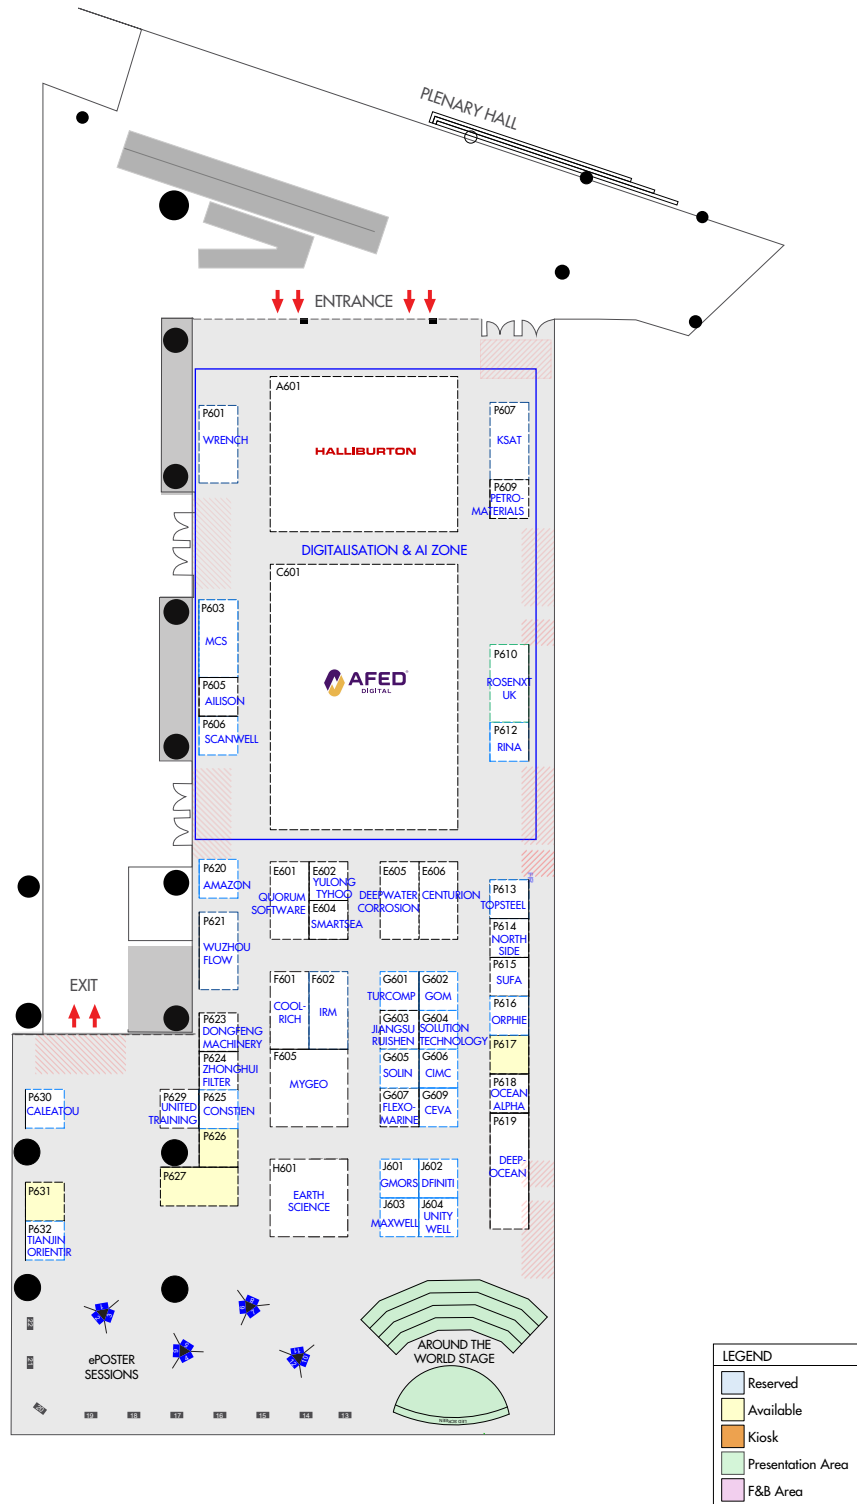 PLENARY HALL
ENTRANCE
A601
HALLIBURTON
P601
WRENCH
P607
KSAT
P609
PETRO-
MATERIALS
DIGITALISATION & AI ZONE
C601
AFED
DIGITAL
P603
MCS
P605
AILISON
P606
SCANWELL
P610
ROSENXT
UK
P612
RINA
P620
AMAZON
P621
WUZHOU
FLOW
E601
QUORUM
SOFTWARE
E602
YULONG
TYHOO
E604
SMARTSEA
E605
DEEPWATER
CORROSION
E606
CENTURION
P613
TOPSTEEL
P614
NORTH
SIDE
P615
SUFA
P616
ORPHIE
P617
P618
OCEAN
ALPHA
P619
DEEP-
OCEAN
EXIT
F601
COOL-
RICH
F602
IRM
F605
MYGEO
G601
TURCOMP
G602
GOM
G603
JIANGSU
RUISHEN
G604
SOLUTION
TECHNOLOGY
G605
SOLIN
G606
CIMC
G607
FLEXO-
MARINE
G609
CEVA
P623
DONGFENG
MACHINERY
P624
ZHONGHUI
FILTER
P625
CONSTIEN
P626
P627
P629
UNITED
TRAINING
P630
CALEATOU
P631
P632
TIANJIN
ORIENTIR
H601
EARTH
SCIENCE
J601
GMORS
J602
DFINITI
J603
MAXWELL
J604
UNITY
WELL
ePOSTER
SESSIONS
AROUND THE
WORLD STAGE
LED SCREEN
22
21
20
19
18
17
16
15
14
13
LEGEND
Reserved
Available
Kiosk
Presentation Area
F&B Area